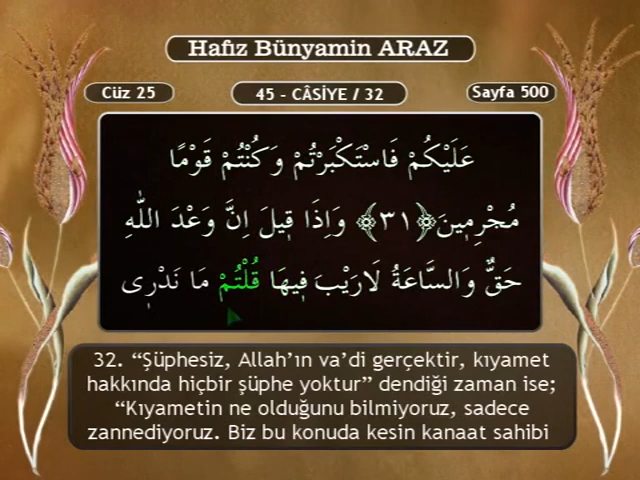 Hafız Bünyamin ARAZ
Cüz 25
45 - CÂSİYE / 32
Sayfa 500
عَلَيْكُمْ فَاسْتَكْبَرْتُمْ وَكُنْتُمْ قَوْمًا
مُجْرِمٖينَ ﴿٣١﴾ وَاِذَا قٖيلَ اِنَّ وَعْدَ اللّٰهِ
حَقٌّ وَالسَّاعَةُ لَارَيْبَ فٖيهَا قُلْتُمْ مَا نَدْرٖى
32. “Şüphesiz, Allah’ın va’di gerçektir, kıyamet
hakkında hiçbir şüphe yoktur” dendiği zaman ise;
“Kıyametin ne olduğunu bilmiyoruz, sadece
zannediyoruz. Biz bu konuda kesin kanaat sahibi